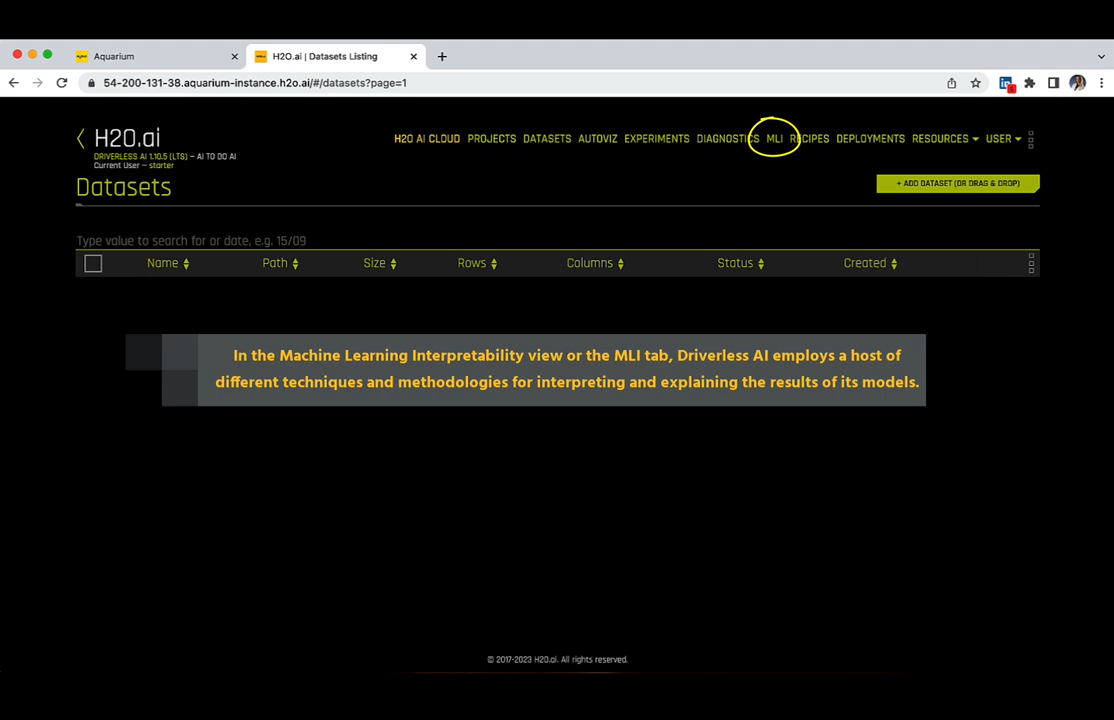 Aquarium
H2O.ai | Datasets Listing
54-200-131-38.aquarium-instance.h2o.ai/#/datasets?page=1
H2O.ai
DRIVERLESS AI 1.10.5 (LTS) – AI TO DO AI
Current User – starter
H2O AI CLOUD PROJECTS DATASETS AUTOVIZ EXPERIMENTS DIAGNOSTICS MLI RECIPES DEPLOYMENTS RESOURCES USER
Datasets
+ ADD DATASET (OR DRAG & DROP)
Type value to search for or date, e.g. 15/09
Name Path Size Rows Columns Status Created
In the Machine Learning Interpretability view or the MLI tab, Driverless AI employs a host of
different techniques and methodologies for interpreting and explaining the results of its models.
© 2017-2023 H2O.ai. All rights reserved.